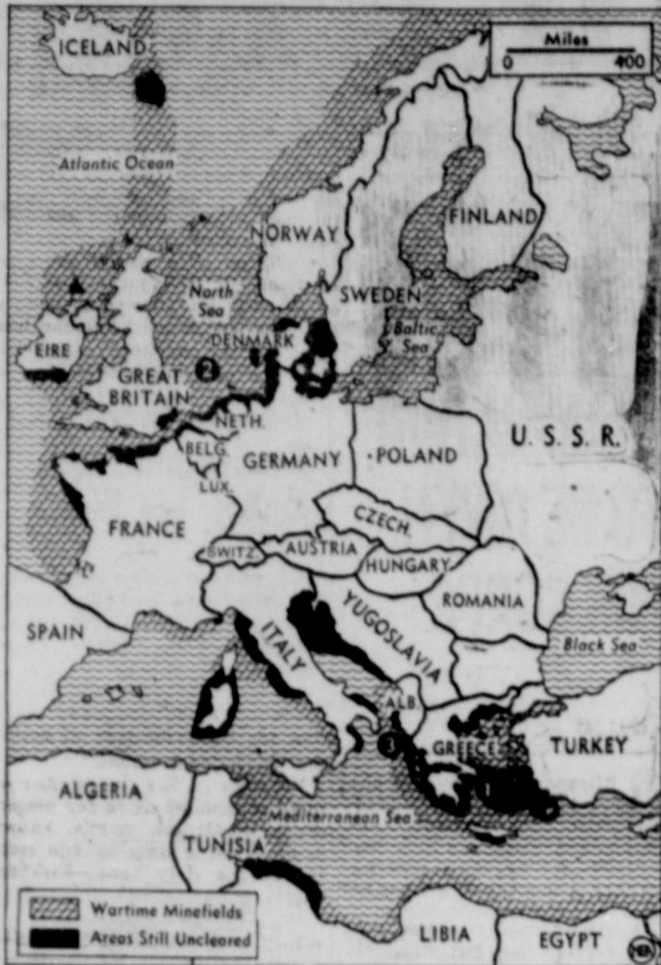 ICELAND
Miles
0 400
Atlantic Ocean
NORWAY
FINLAND
North
Sea
SWEDEN
Baltic
Sea
DENMARK
EIRE
2
GREAT
BRITAIN
NETH.
BELG.
LUX.
GERMANY
POLAND
U. S. S. R.
CZECH.
FRANCE
SWITZ.
AUSTRIA
HUNGARY
ROMANIA
SPAIN
ITALY
YUGOSLAVIA
Black Sea
ALB.
3
GREECE
1
TURKEY
ALGERIA
Mediterranean Sea
TUNISIA
Wartime Minefields
Areas Still Uncleared
LIBIA
EGYPT
NEA